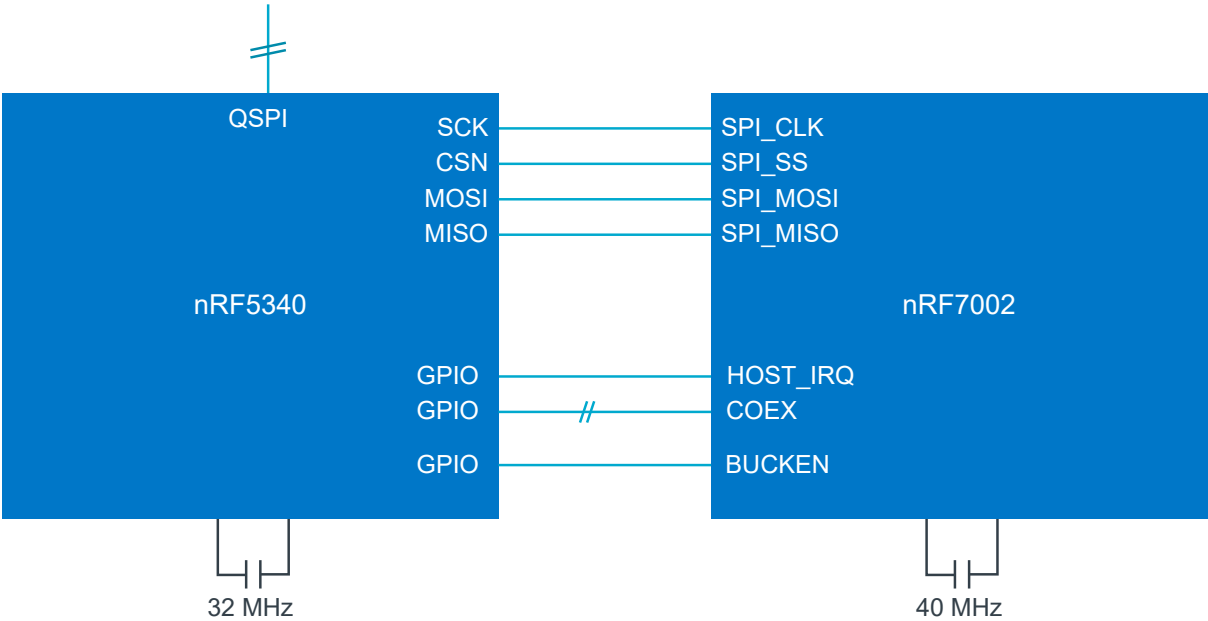 QSPI
SCK SPI_CLK
CSN SPI_SS
MOSI SPI_MOSI
MISO SPI_MISO
nRF5340 nRF7002
GPIO HOST_IRQ
GPIO COEX
GPIO BUCKEN
32 MHz 40 MHz